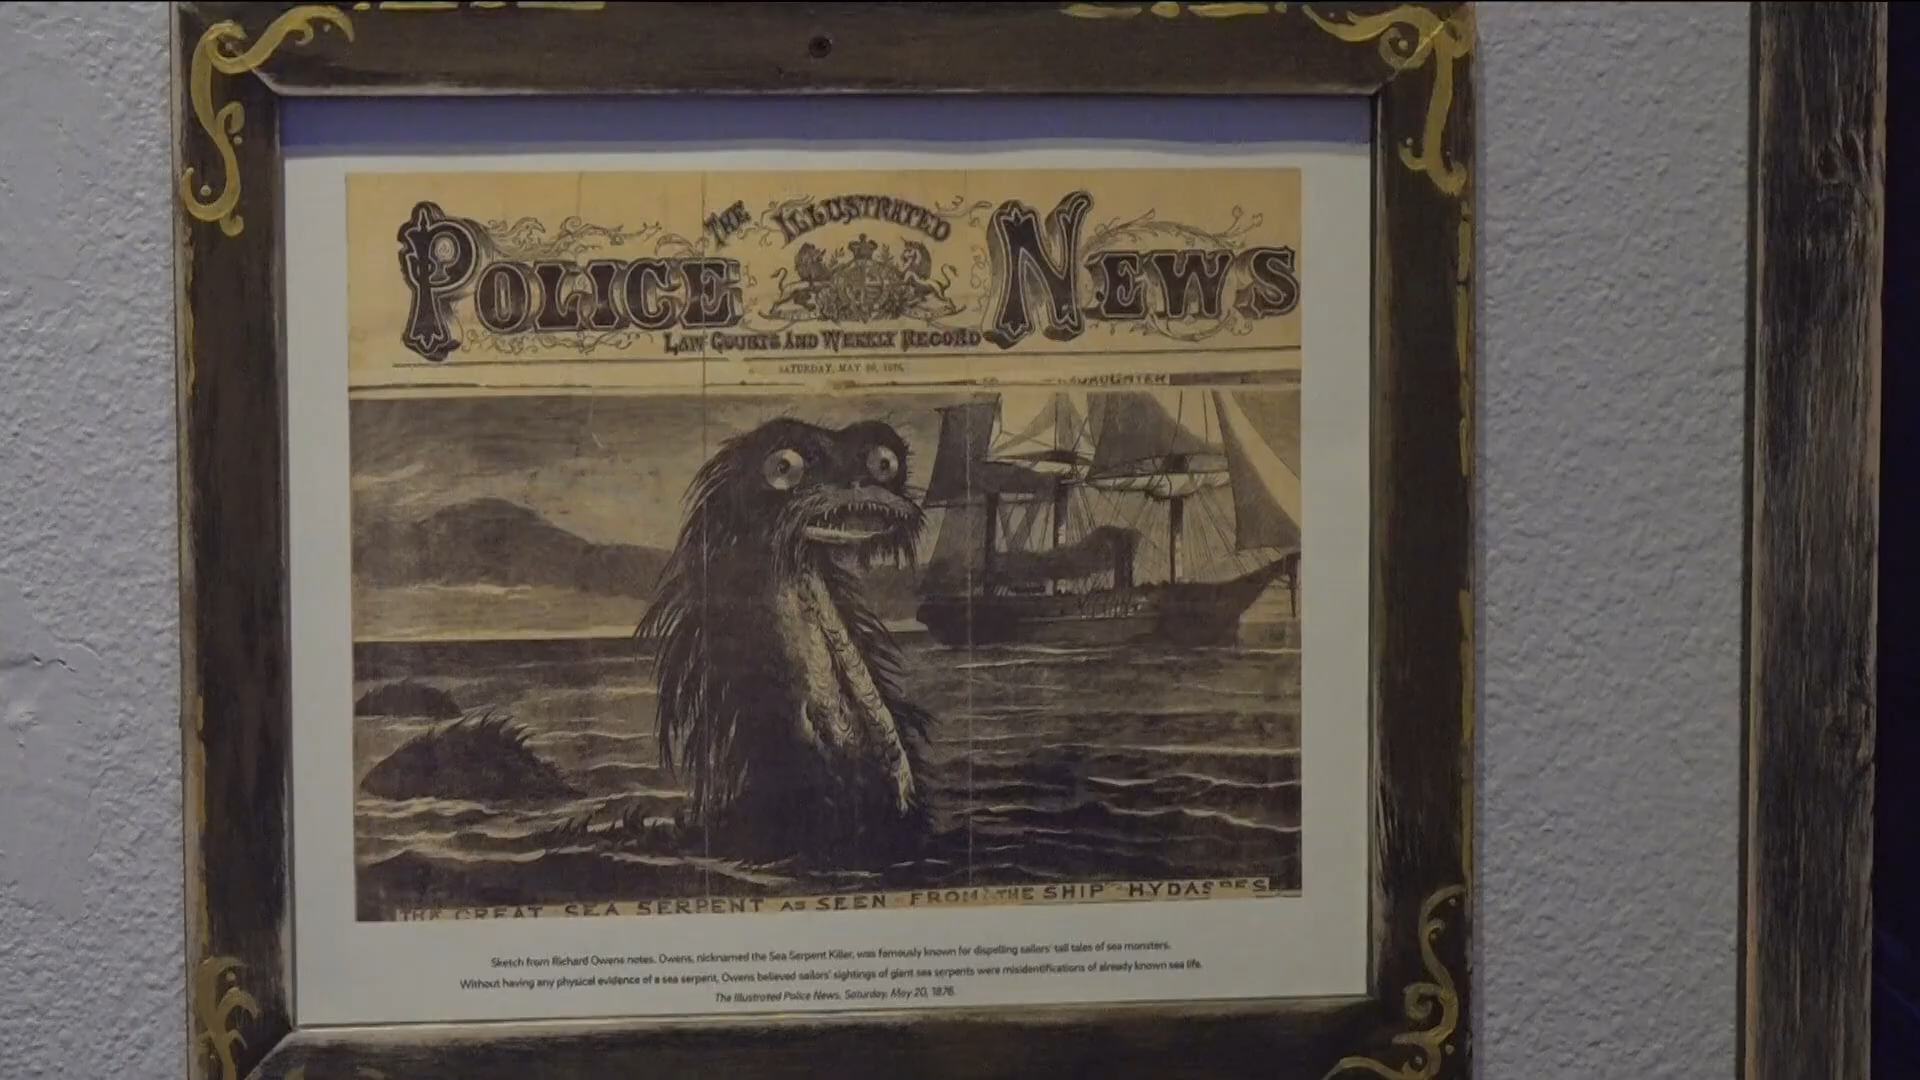 THE ILLUSTRATED
POLICE NEWS
LAW COURTS AND WEEKLY RECORD
SATURDAY, MAY 20, 1876.
DAUGHTER
THE GREAT SEA SERPENT AS SEEN FROM THE SHIP HYDASPES
Sketch from Richard Owens notes. Owens, nicknamed the Sea Serpent Killer, was famously known for dispelling sailors' tall tales of sea monsters.
Without having any physical evidence of a sea serpent, Owens believed sailors' sightings of giant sea serpents were misidentifications of already known sea life.
The Illustrated Police News, Saturday, May 20, 1876.